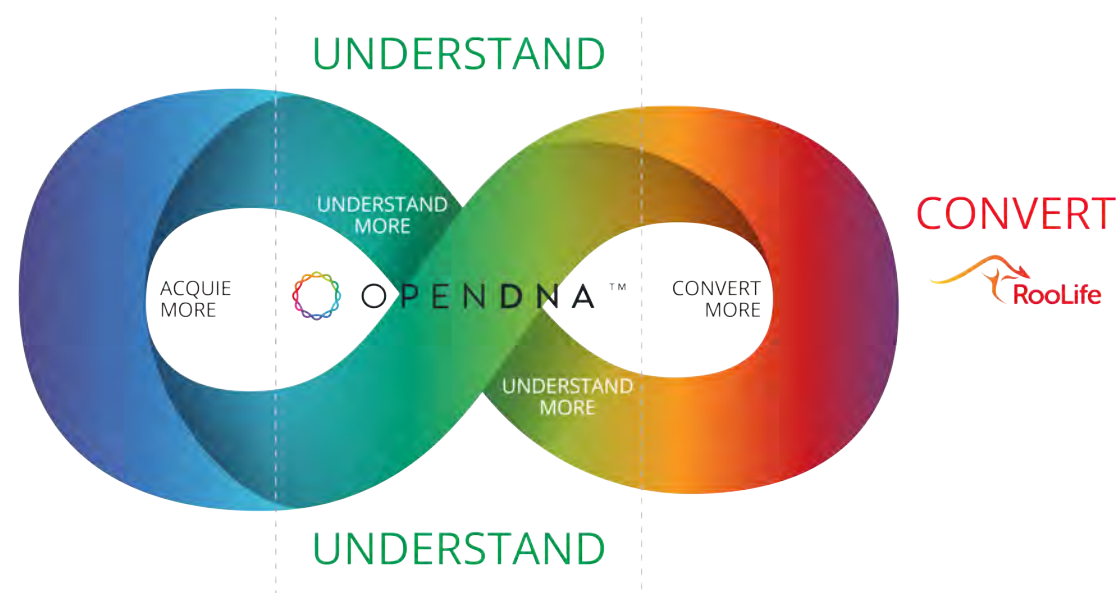 UNDERSTAND
UNDERSTAND
MORE
CONVERT
ACQUIE
MORE
OPENDNA ™
CONVERT
MORE
RooLife
UNDERSTAND
MORE
UNDERSTAND